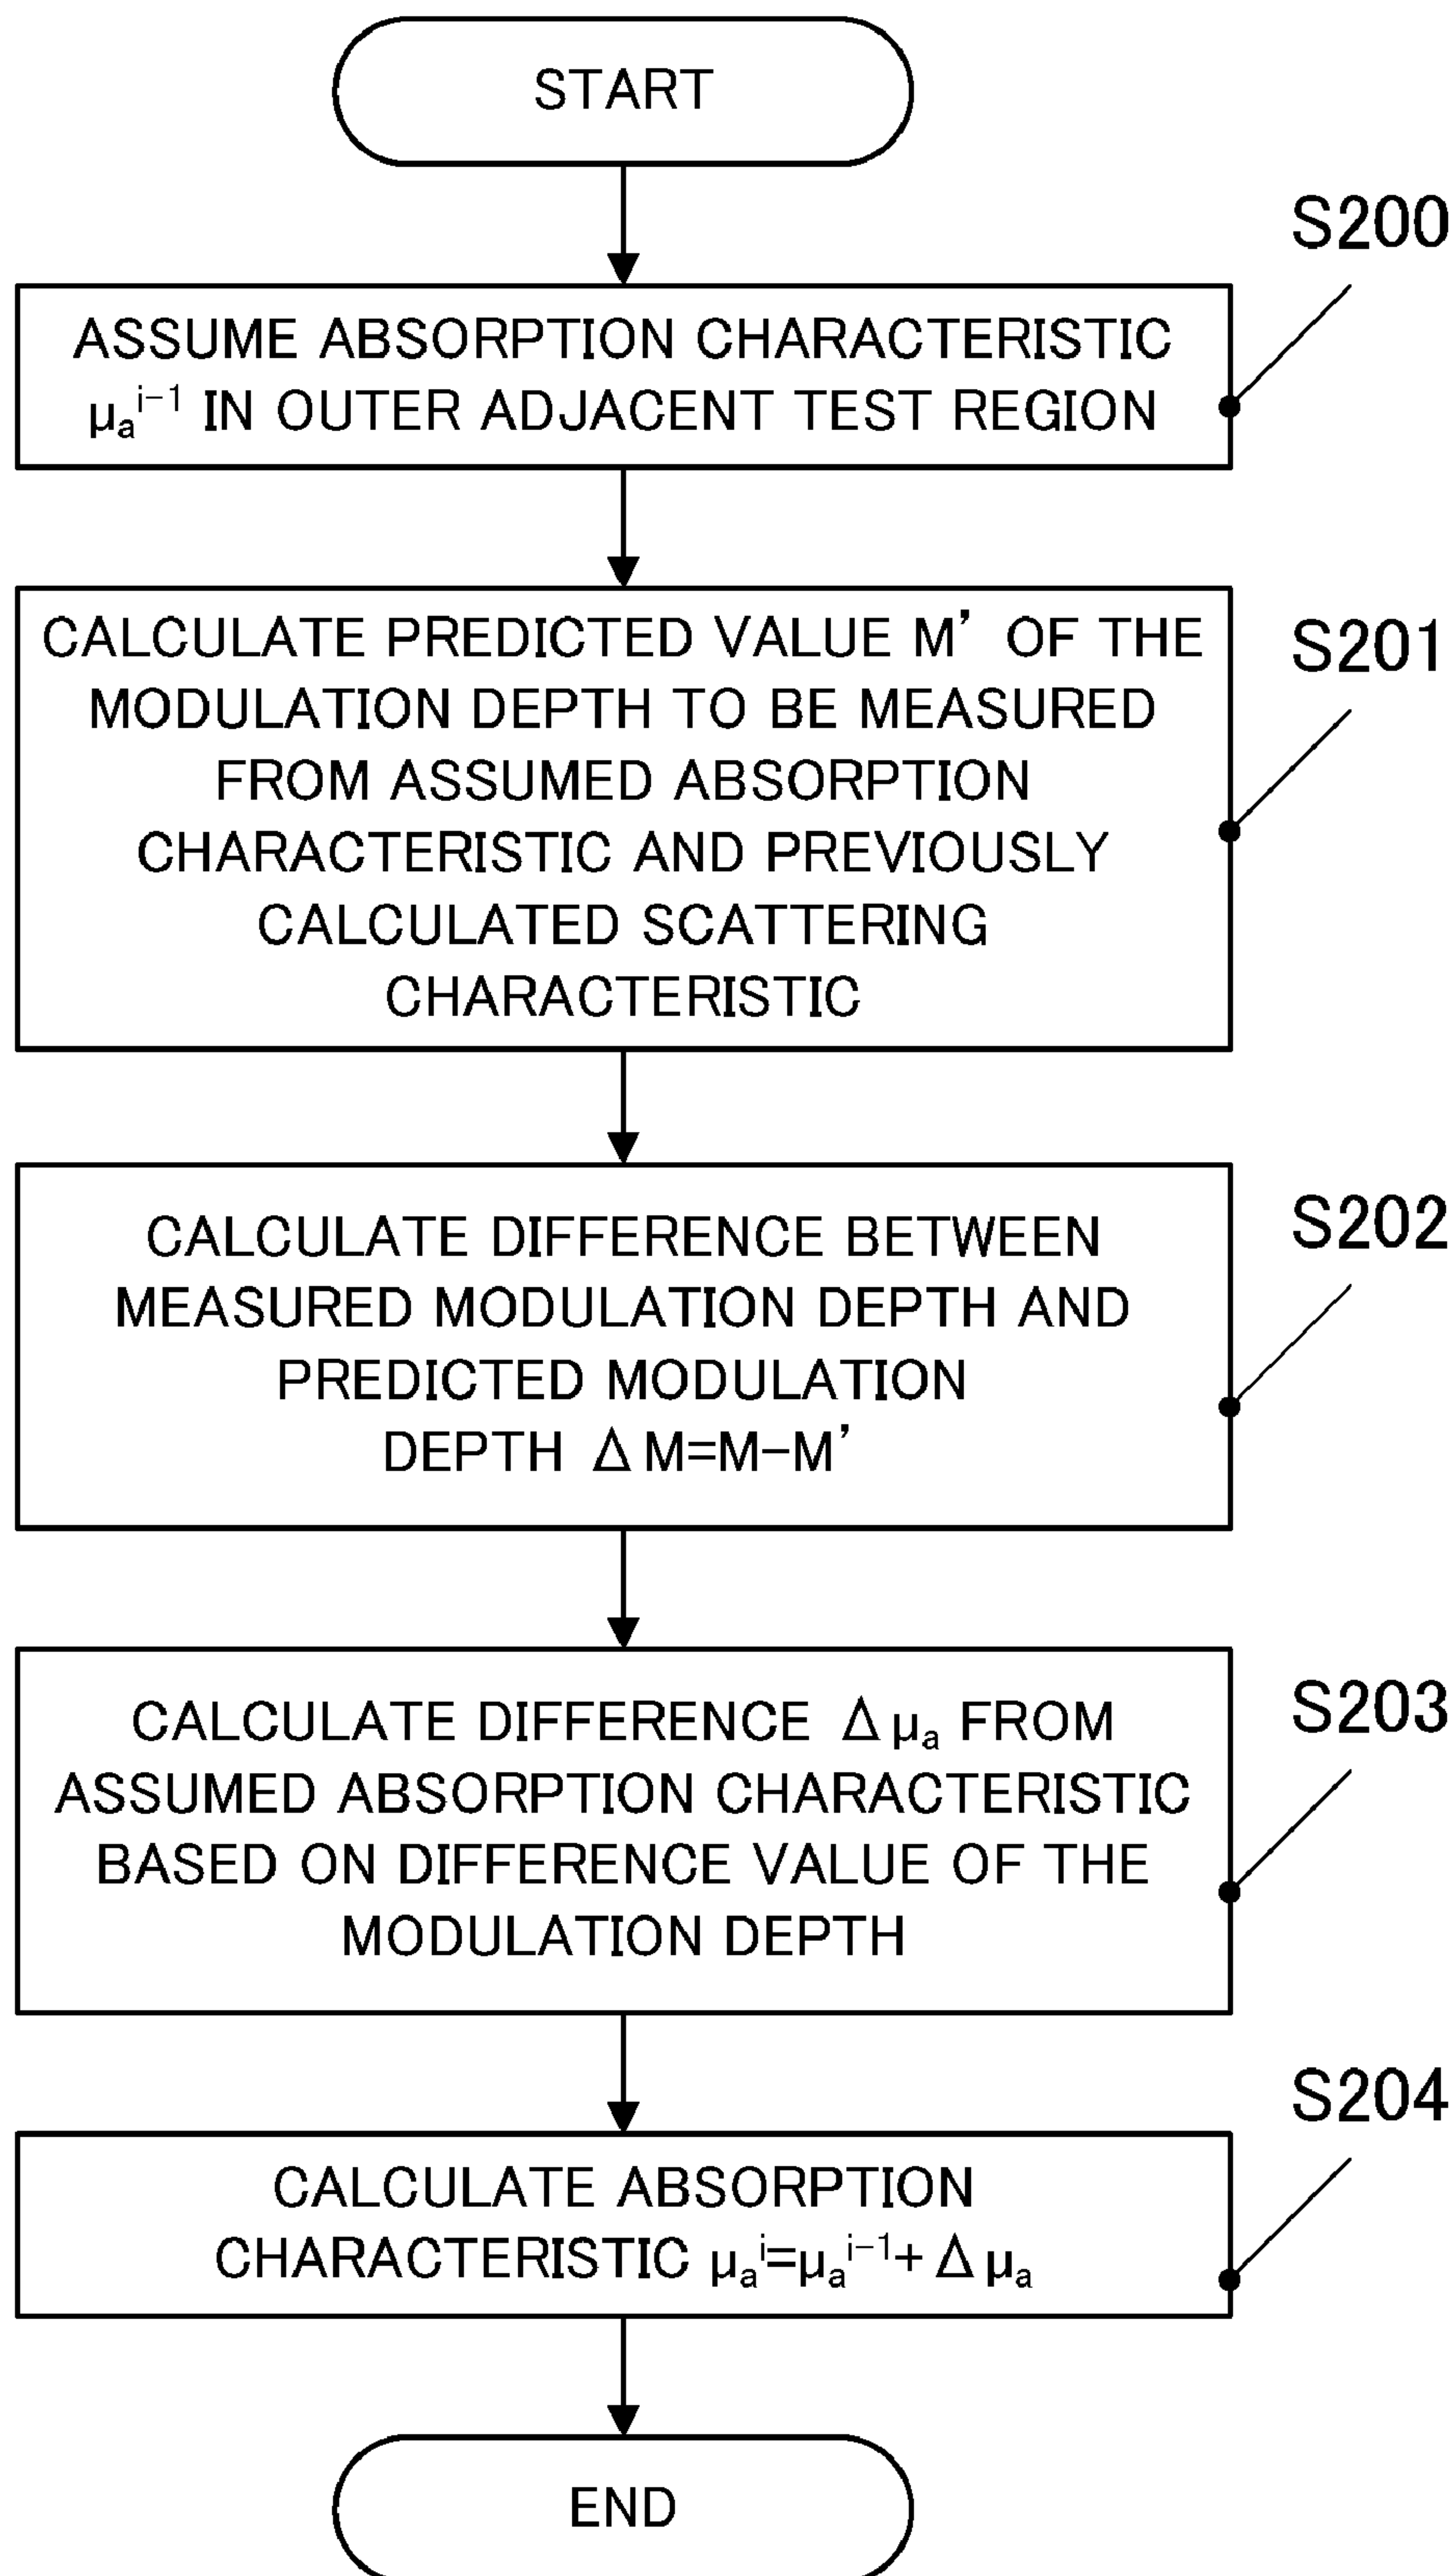 START
S200
ASSUME ABSORPTION CHARACTERISTIC
μₐⁱ⁻¹ IN OUTER ADJACENT TEST REGION
S201
CALCULATE PREDICTED VALUE M’ OF THE
MODULATION DEPTH TO BE MEASURED
FROM ASSUMED ABSORPTION
CHARACTERISTIC AND PREVIOUSLY
CALCULATED SCATTERING
CHARACTERISTIC
S202
CALCULATE DIFFERENCE BETWEEN
MEASURED MODULATION DEPTH AND
PREDICTED MODULATION
DEPTH ΔM=M−M’
S203
CALCULATE DIFFERENCE Δμₐ FROM
ASSUMED ABSORPTION CHARACTERISTIC
BASED ON DIFFERENCE VALUE OF THE
MODULATION DEPTH
S204
CALCULATE ABSORPTION
CHARACTERISTIC μₐⁱ=μₐⁱ⁻¹+Δμₐ
END